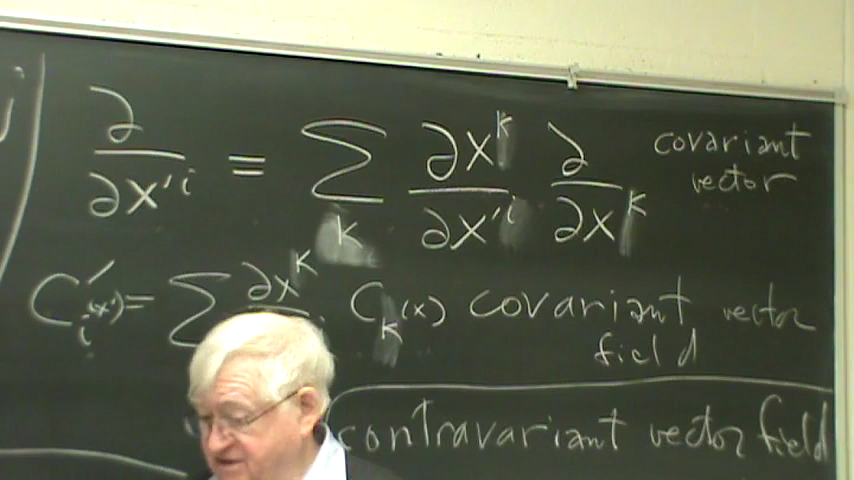 ∂/∂x'^i = Σ_k ∂x^k/∂x'^i ∂/∂x^k covariant vector
C'_i(x') = Σ ∂x^k C_k(x) covariant vector field
contravariant vector field